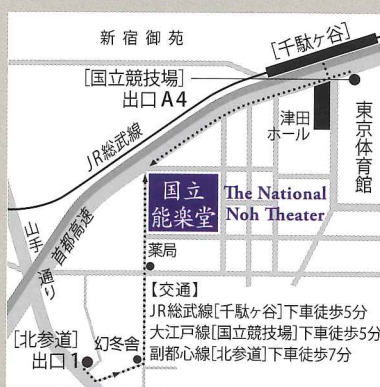 新宿御苑
[千駄ヶ谷]
[国立競技場]
出口A4
津田
ホール
東京体育館
JR総武線
首都高速
山手通り
国立
能楽堂
The National
Noh Theater
薬局
【交通】
JR総武線[千駄ヶ谷]下車徒歩5分
大江戸線[国立競技場]下車徒歩5分
副都心線[北参道]下車徒歩7分
[北参道]
出口1
幻冬舎